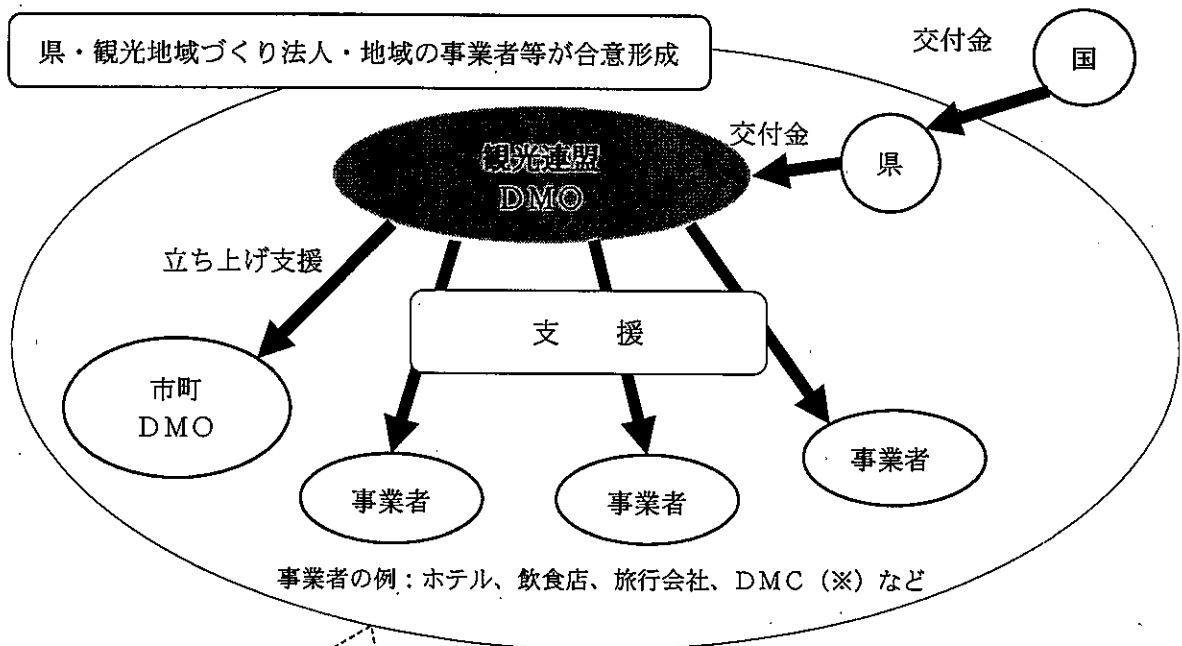 県・観光地域づくり法人・地域の事業者等が合意形成
交付金
国
交付金
県
観光連盟
ＤＭＯ
立ち上げ支援
支　援
市町
ＤＭＯ
事業者
事業者
事業者
事業者の例：ホテル、飲食店、旅行会社、ＤＭＣ（※）など